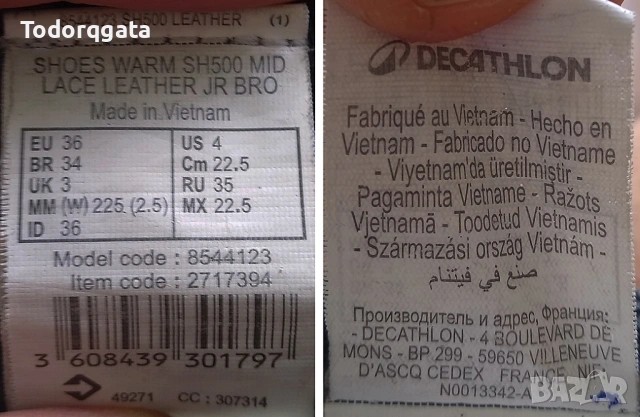 Todorqgata
8544123 SH500 LEATHER (1)
SHOES WARM SH500 MID
LACE LEATHER JR BRO
Made in Vietnam
EU 36 US 4
BR 34 Cm 22.5
UK 3 RU 35
MM (W) 225 (2.5) MX 22.5
ID 36
Model code : 8544123
Item code : 2717394
3 608439 301797
49271 CC : 307314
DECATHLON
Fabriqué au Vietnam - Hecho en
Vietnam - Fabricado no Vietname
- Viyetnam'da üretilmiştir -
Pagaminta Vietname - Ražots
Vjetnamā - Toodetud Vietnamis
- Származási ország Vietnám -
صنع في فيتنام
Производитель и адрес, Франция:
- DECATHLON - 4 BOULEVARD DE
MONS - BP 299 - 59650 VILLENEUVE
D'ASCQ CEDEX FRANCE
N0013342-A
BAZAR.BG